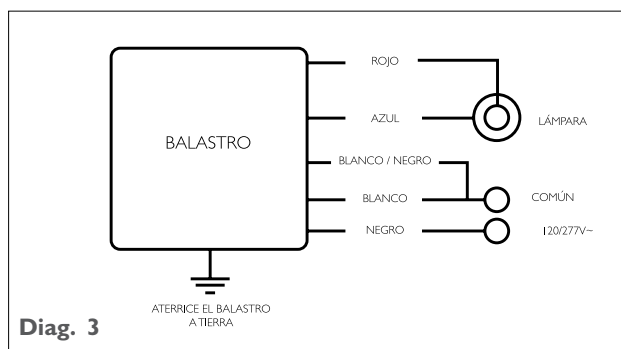 ROJO
BALASTRO
AZUL
LÁMPARA
BLANCO / NEGRO
BLANCO
COMÚN
NEGRO
120/277V~
ATERRICE EL BALASTRO
A TIERRA
Diag. 3